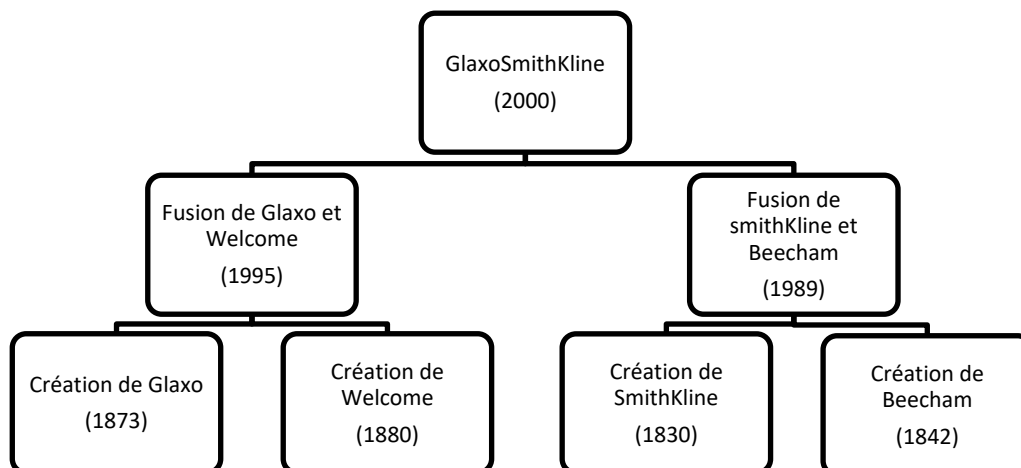 GlaxoSmithKline
(2000)
Fusion de Glaxo et
Welcome
(1995)
Fusion de
smithKline et
Beecham
(1989)
Création de Glaxo
(1873)
Création de
Welcome
(1880)
Création de
SmithKline
(1830)
Création de
Beecham
(1842)